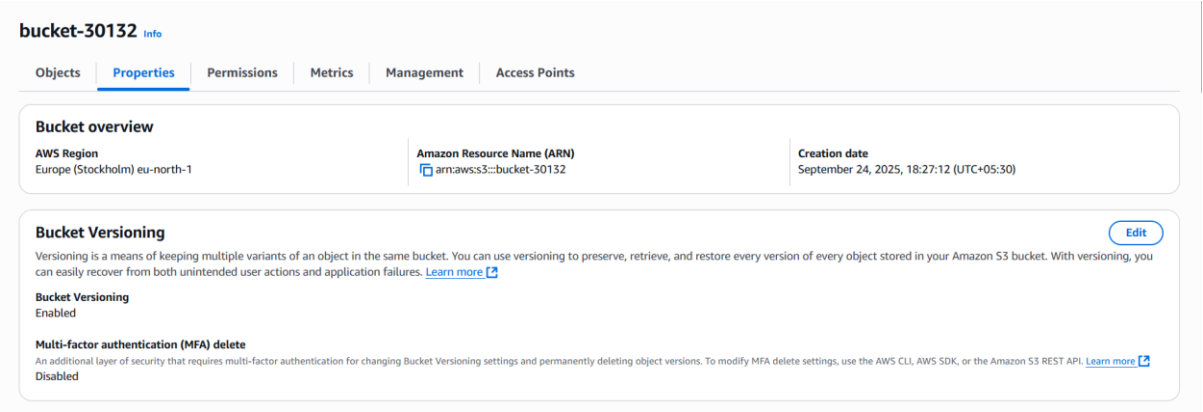 bucket-30132 Info
Objects Properties Permissions Metrics Management Access Points
Bucket overview
AWS Region
Europe (Stockholm) eu-north-1
Amazon Resource Name (ARN)
arn:aws:s3:::bucket-30132
Creation date
September 24, 2025, 18:27:12 (UTC+05:30)
Bucket Versioning
Edit
Versioning is a means of keeping multiple variants of an object in the same bucket. You can use versioning to preserve, retrieve, and restore every version of every object stored in your Amazon S3 bucket. With versioning, you
can easily recover from both unintended user actions and application failures. Learn more
Bucket Versioning
Enabled
Multi-factor authentication (MFA) delete
An additional layer of security that requires multi-factor authentication for changing Bucket Versioning settings and permanently deleting object versions. To modify MFA delete settings, use the AWS CLI, AWS SDK, or the Amazon S3 REST API. Learn more
Disabled